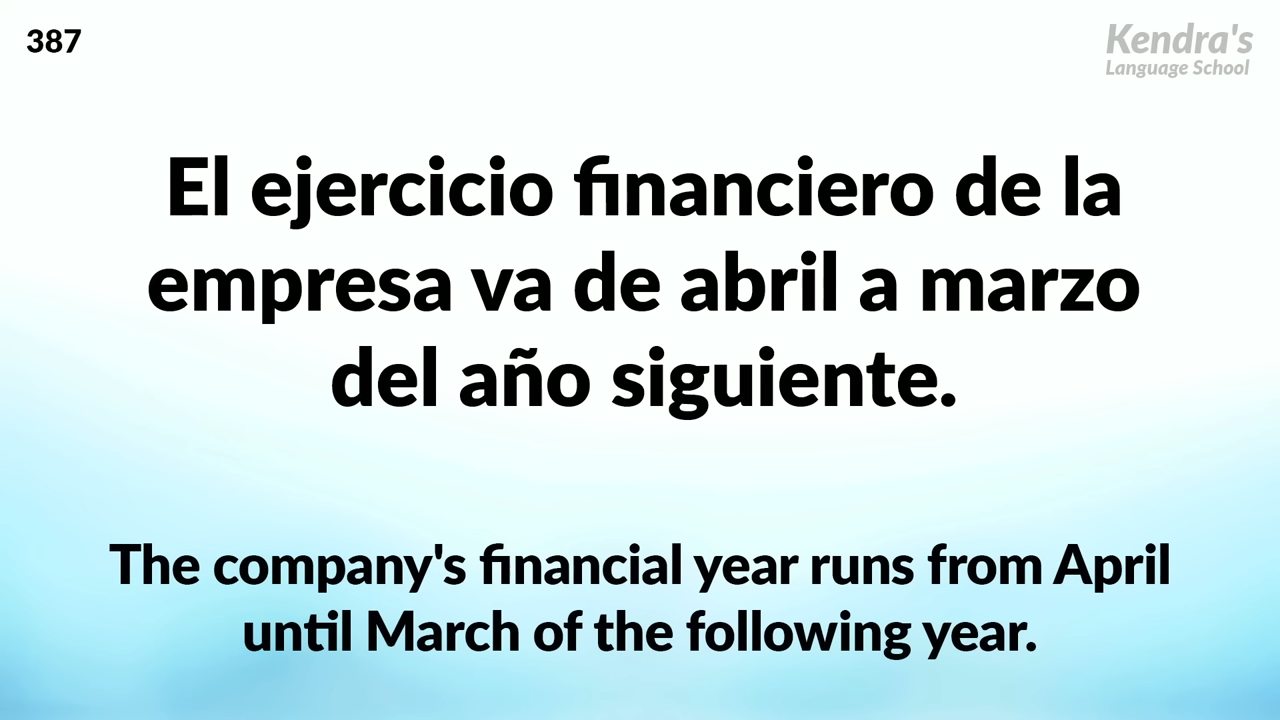 387
Kendra's
Language School
El ejercicio financiero de la
empresa va de abril a marzo
del año siguiente.
The company's financial year runs from April
until March of the following year.